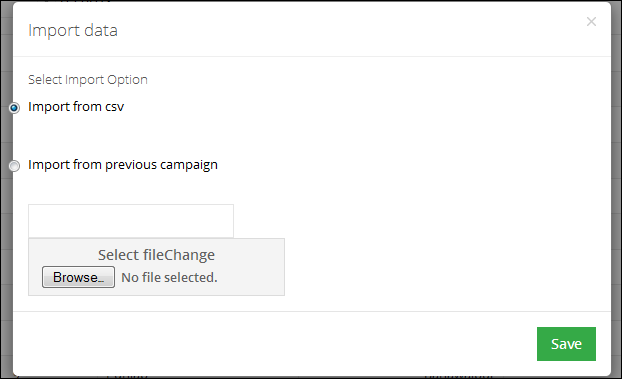 Import data
×
Select Import Option
Import from csv
Import from previous campaign
Select fileChange
Browse… No file selected.
Save